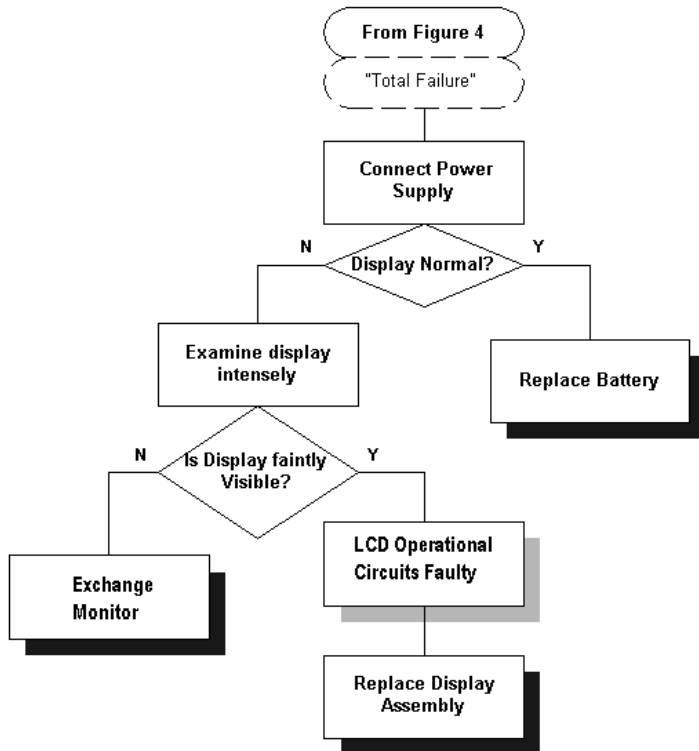 From Figure 4
"Total Failure"
Connect Power
Supply
N
Display Normal?
Y
Examine display
intensely
Replace Battery
N
Is Display faintly
Visible?
Y
LCD Operational
Circuits Faulty
Exchange
Monitor
Replace Display
Assembly